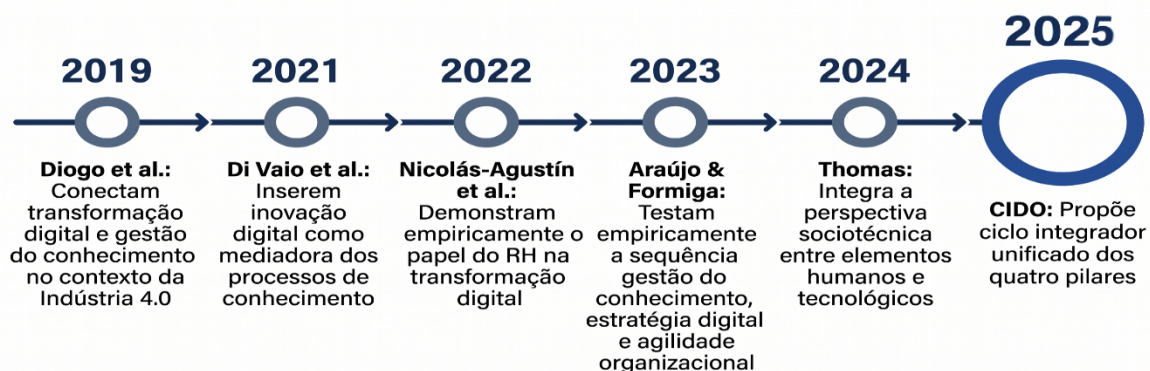 2019
Diogo et al.:
Conectam
transformação
digital e gestão
do conhecimento
no contexto da
Indústria 4.0
2021
Di Vaio et al.:
Inserem
inovação
digital como
mediadora dos
processos de
conhecimento
2022
Nicolás-Agustín
et al.:
Demonstram
empiricamente o
papel do RH na
transformação
digital
2023
Araújo &
Formiga:
Testam
empiricamente
a sequência
gestão do
conhecimento,
estratégia digital
e agilidade
organizacional
2024
Thomas:
Integra a
perspectiva
sociotécnica
entre elementos
humanos e
tecnológicos
2025
CIDO: Propõe
ciclo integrador
unificado dos
quatro pilares